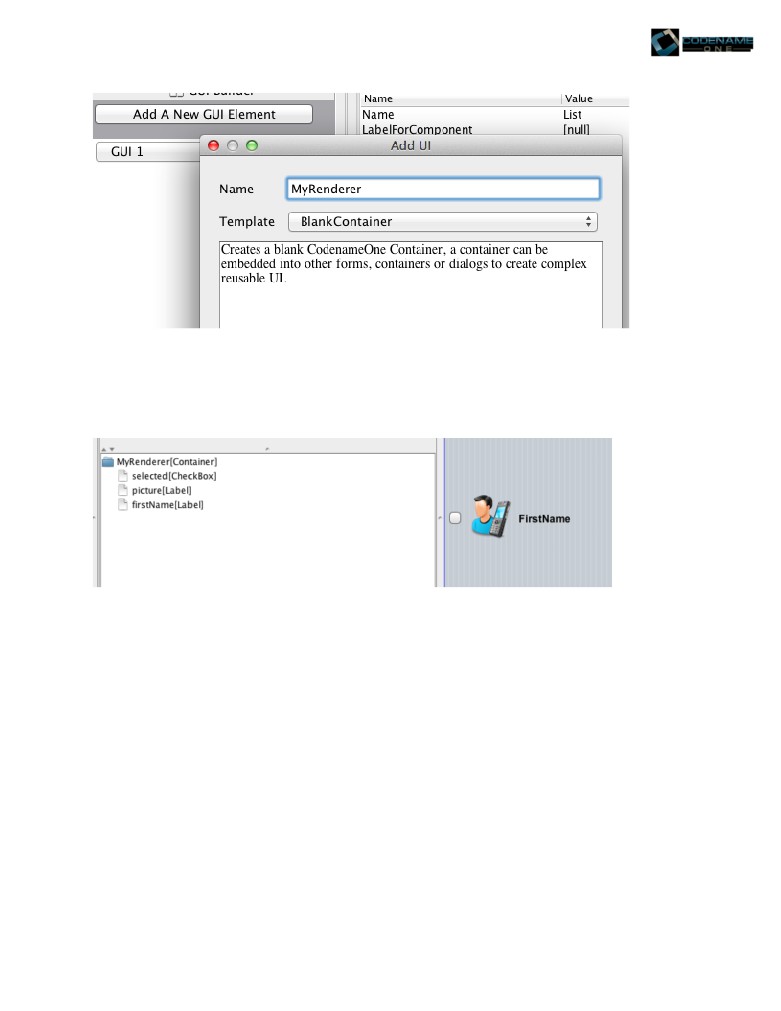 CODENAME
ONE
GUI Builder
Add A New GUI Element
GUI 1
Name Value
Name List
LabelForComponent [null]
Add UI
Name MyRenderer
Template BlankContainer
Creates a blank CodenameOne Container, a container can be
embedded into other forms, containers or dialogs to create complex
reusable UI.
MyRenderer[Container]
selected[CheckBox]
picture[Label]
firstName[Label]
FirstName